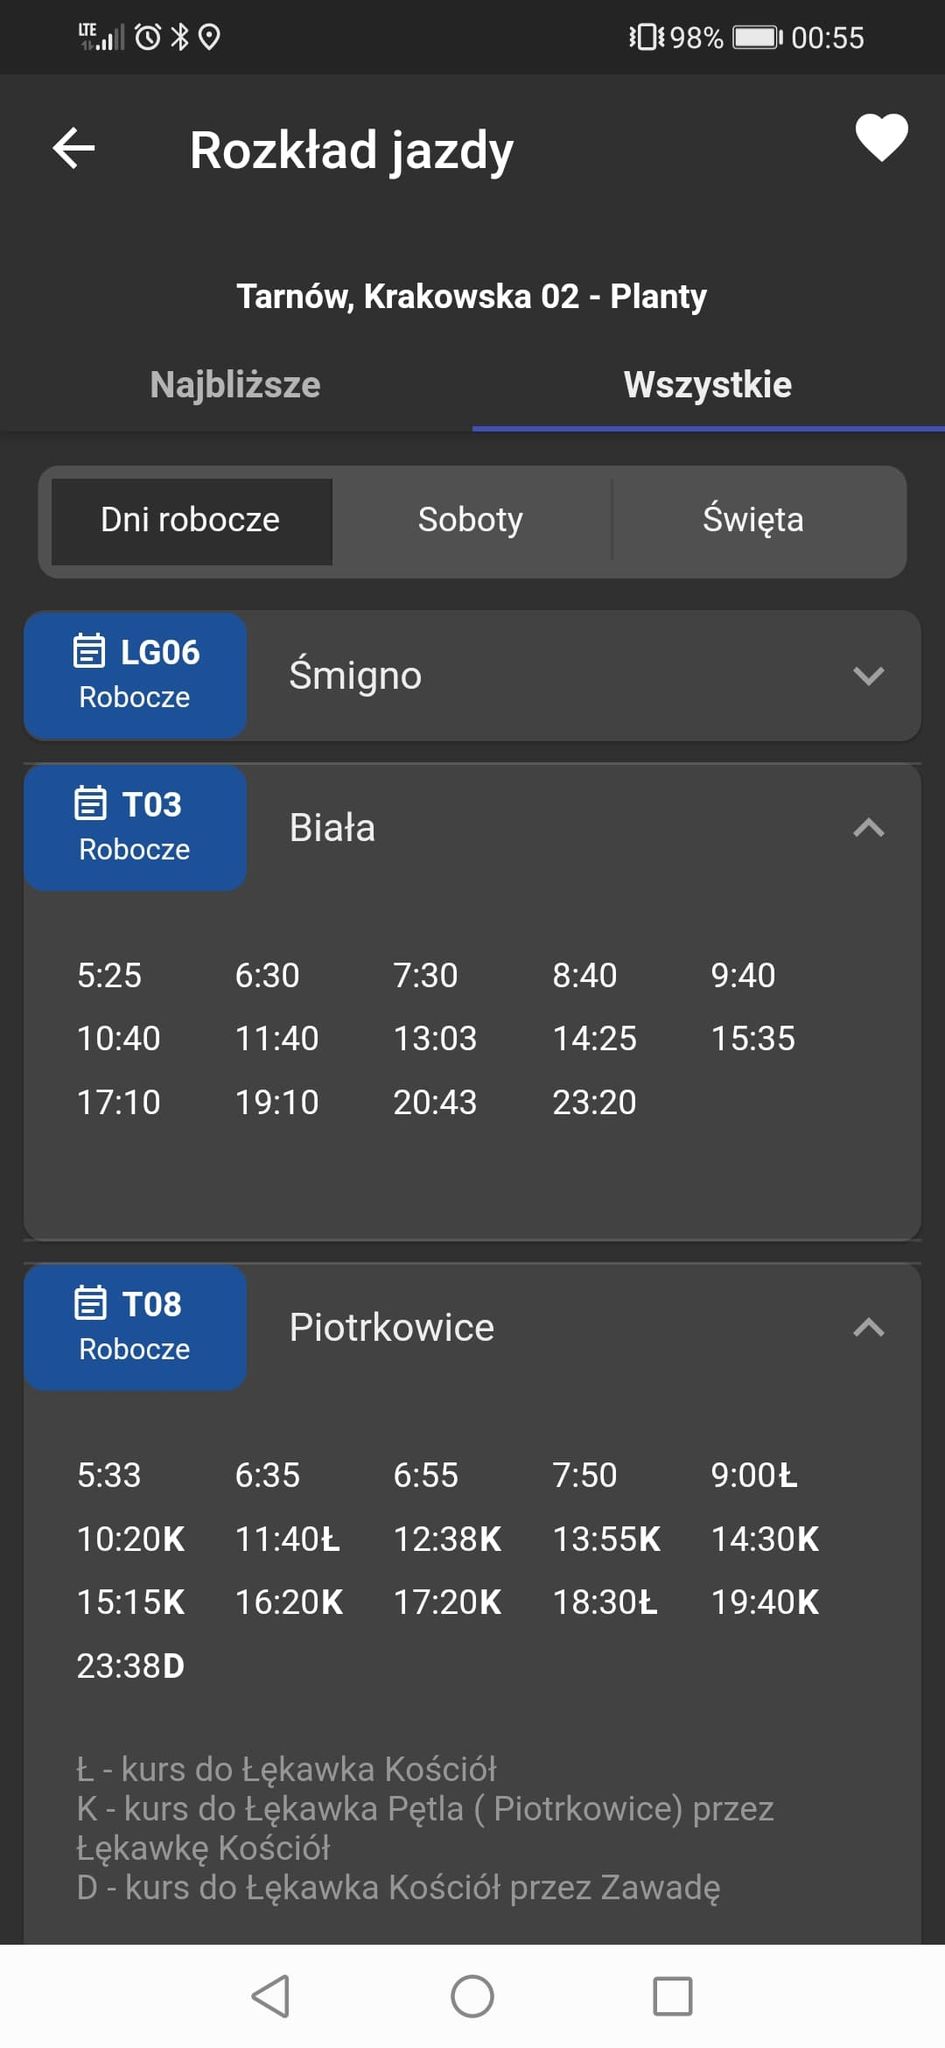 LTE 98% 00:55
Rozkład jazdy
Tarnów, Krakowska 02 - Planty
Najbliższe Wszystkie
Dni robocze Soboty Święta
LG06 Śmigno
Robocze
T03 Biała
Robocze
5:25 6:30 7:30 8:40 9:40
10:40 11:40 13:03 14:25 15:35
17:10 19:10 20:43 23:20
T08 Piotrkowice
Robocze
5:33 6:35 6:55 7:50 9:00Ł
10:20K 11:40Ł 12:38K 13:55K 14:30K
15:15K 16:20K 17:20K 18:30Ł 19:40K
23:38D
Ł - kurs do Łękawka Kościół
K - kurs do Łękawka Pętla ( Piotrkowice) przez
Łękawkę Kościół
D - kurs do Łękawka Kościół przez Zawadę